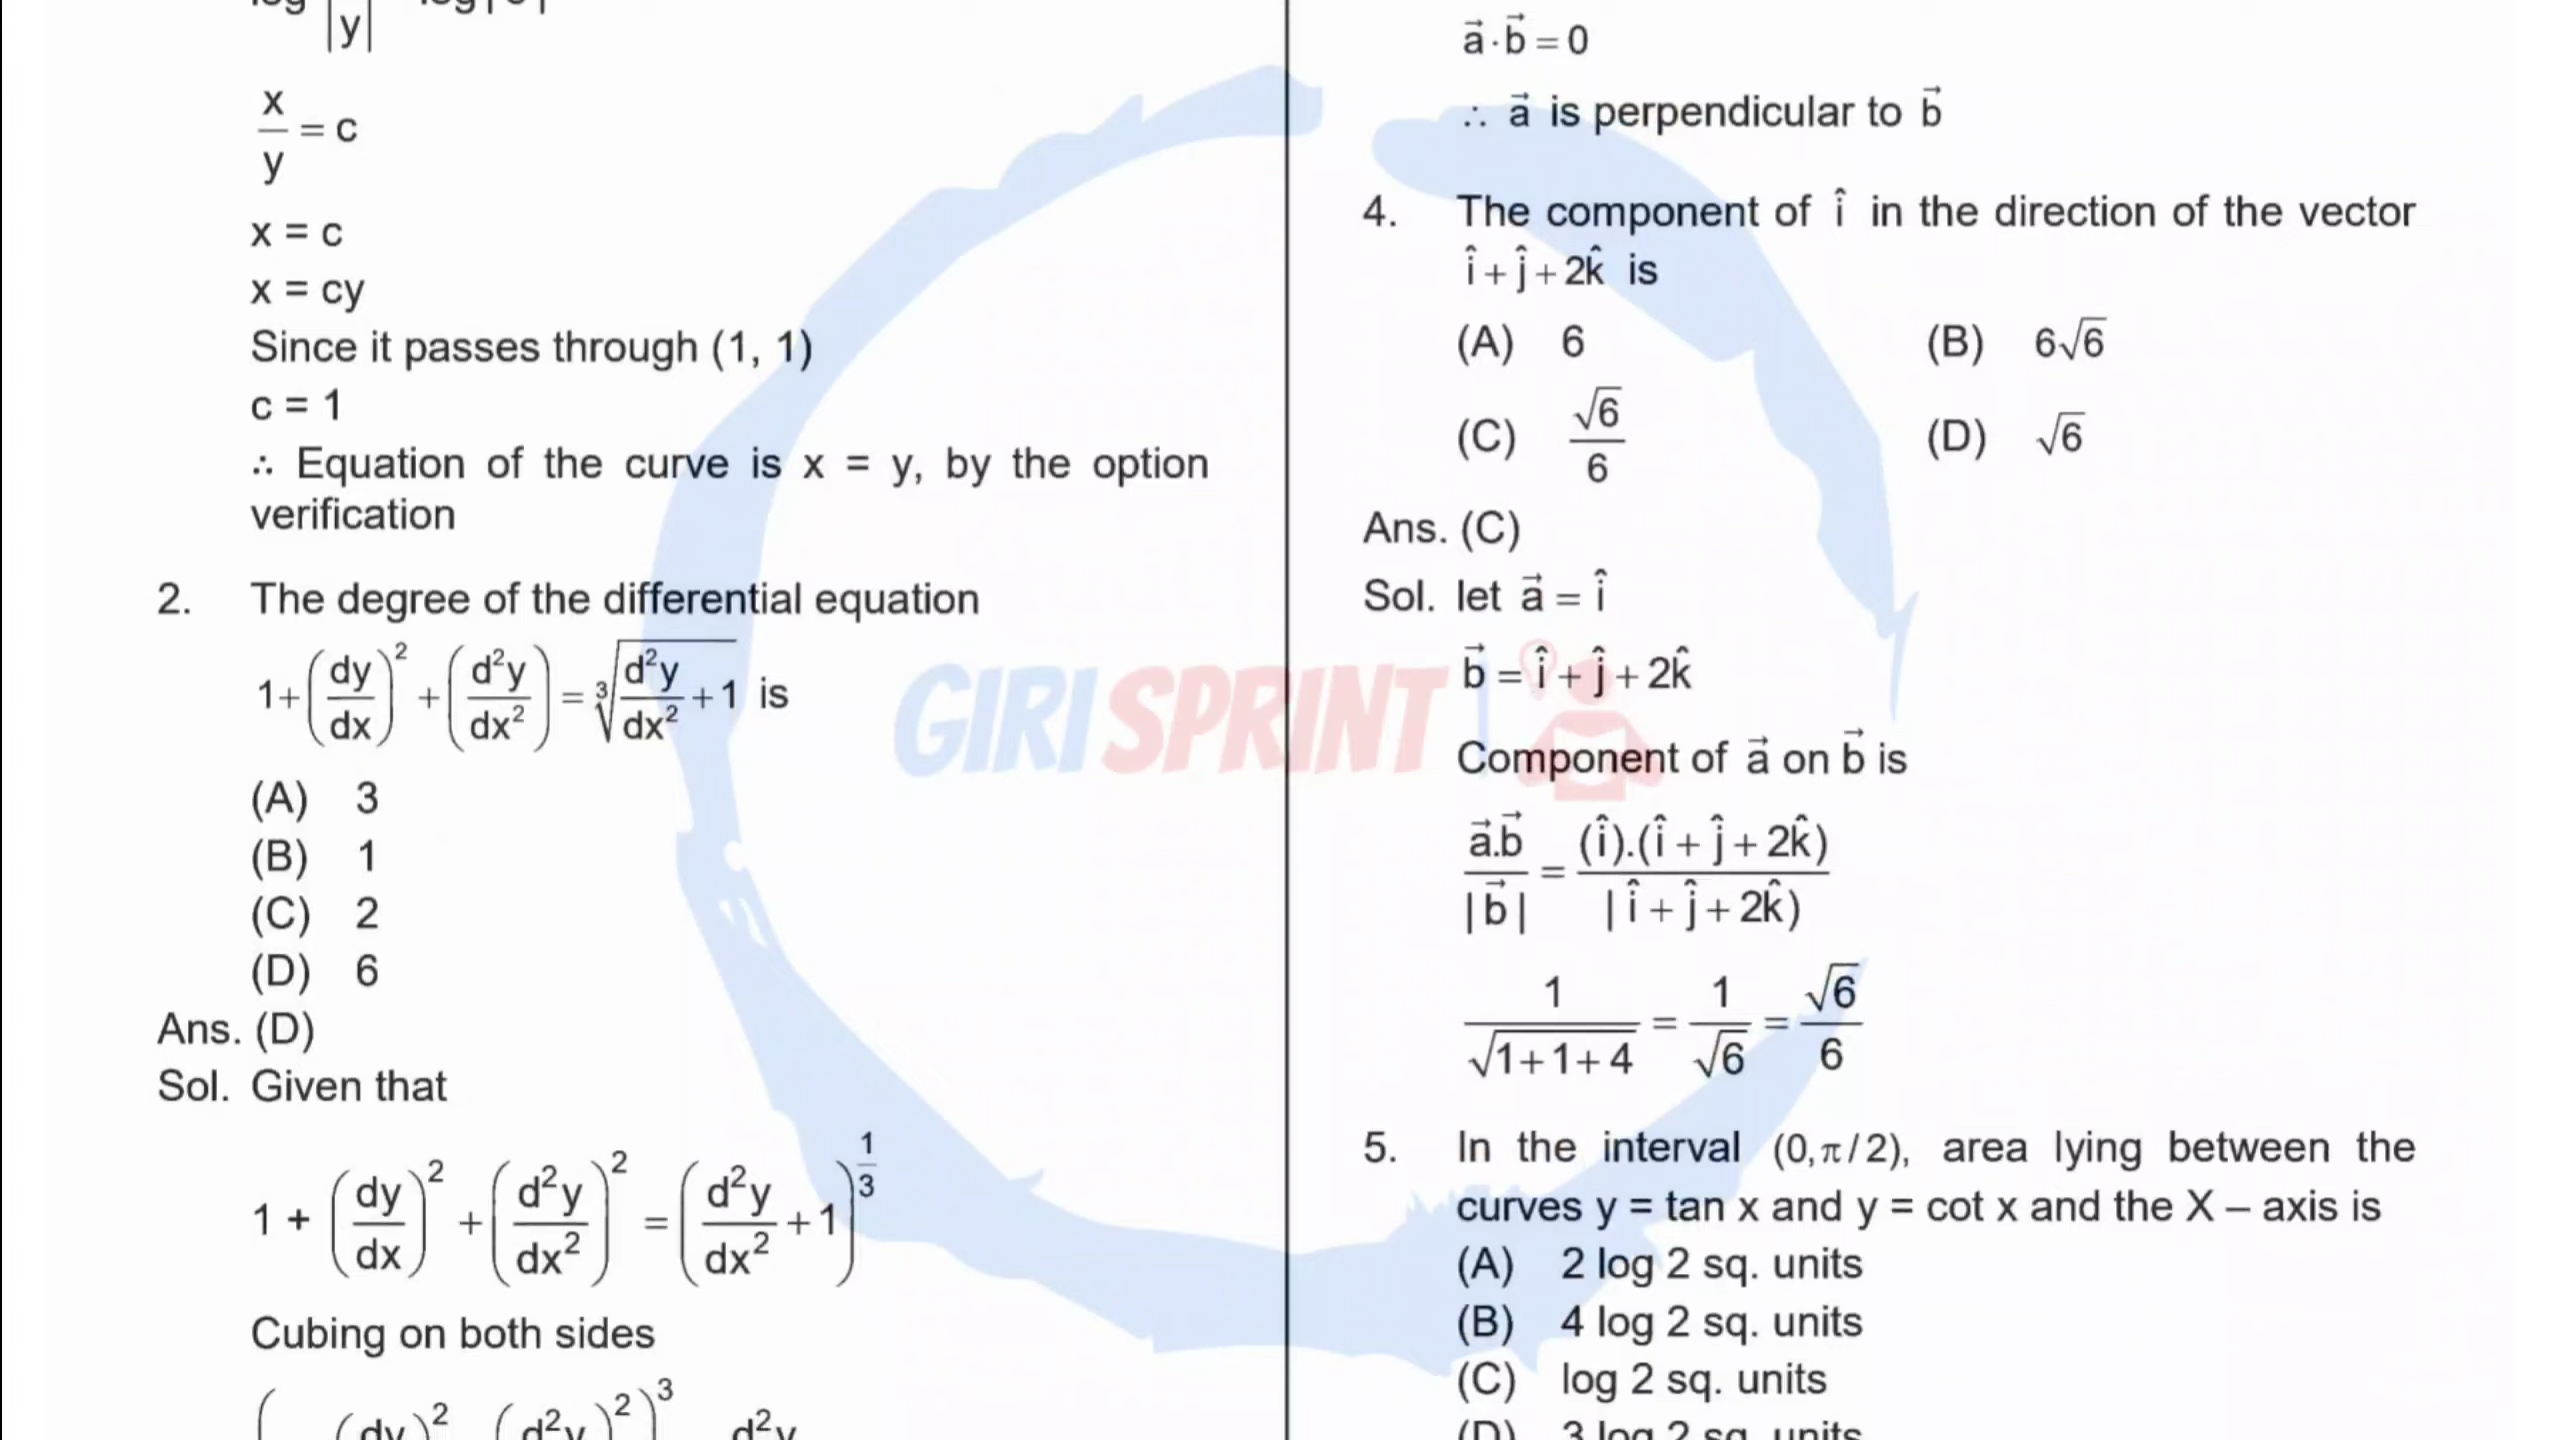 |y|
x/y = c
x = c
x = cy
Since it passes through (1, 1)
c = 1
∴ Equation of the curve is x = y, by the option
verification
2. The degree of the differential equation
1+(dy/dx)² + (d²y/dx²) = ∛(d²y/dx² + 1) is
(A) 3
(B) 1
(C) 2
(D) 6
Ans. (D)
Sol. Given that
1 + (dy/dx)² + (d²y/dx²)² = (d²y/dx² + 1)^(1/3)
Cubing on both sides
a⃗ · b⃗ = 0
∴ a⃗ is perpendicular to b⃗
4. The component of î in the direction of the vector
î + ĵ + 2k̂ is
(A) 6 (B) 6√6
(C) √6/6 (D) √6
Ans. (C)
Sol. let a⃗ = î
b⃗ = î + ĵ + 2k̂
Component of a⃗ on b⃗ is
a⃗.b⃗/|b⃗| = (î).(î + ĵ + 2k̂)/|î + ĵ + 2k̂)
1/√(1+1+4) = 1/√6 = √6/6
5. In the interval (0, π/2), area lying between the
curves y = tan x and y = cot x and the X – axis is
(A) 2 log 2 sq. units
(B) 4 log 2 sq. units
(C) log 2 sq. units
(D) 3 log 2 sq. units
GIRISPRINT